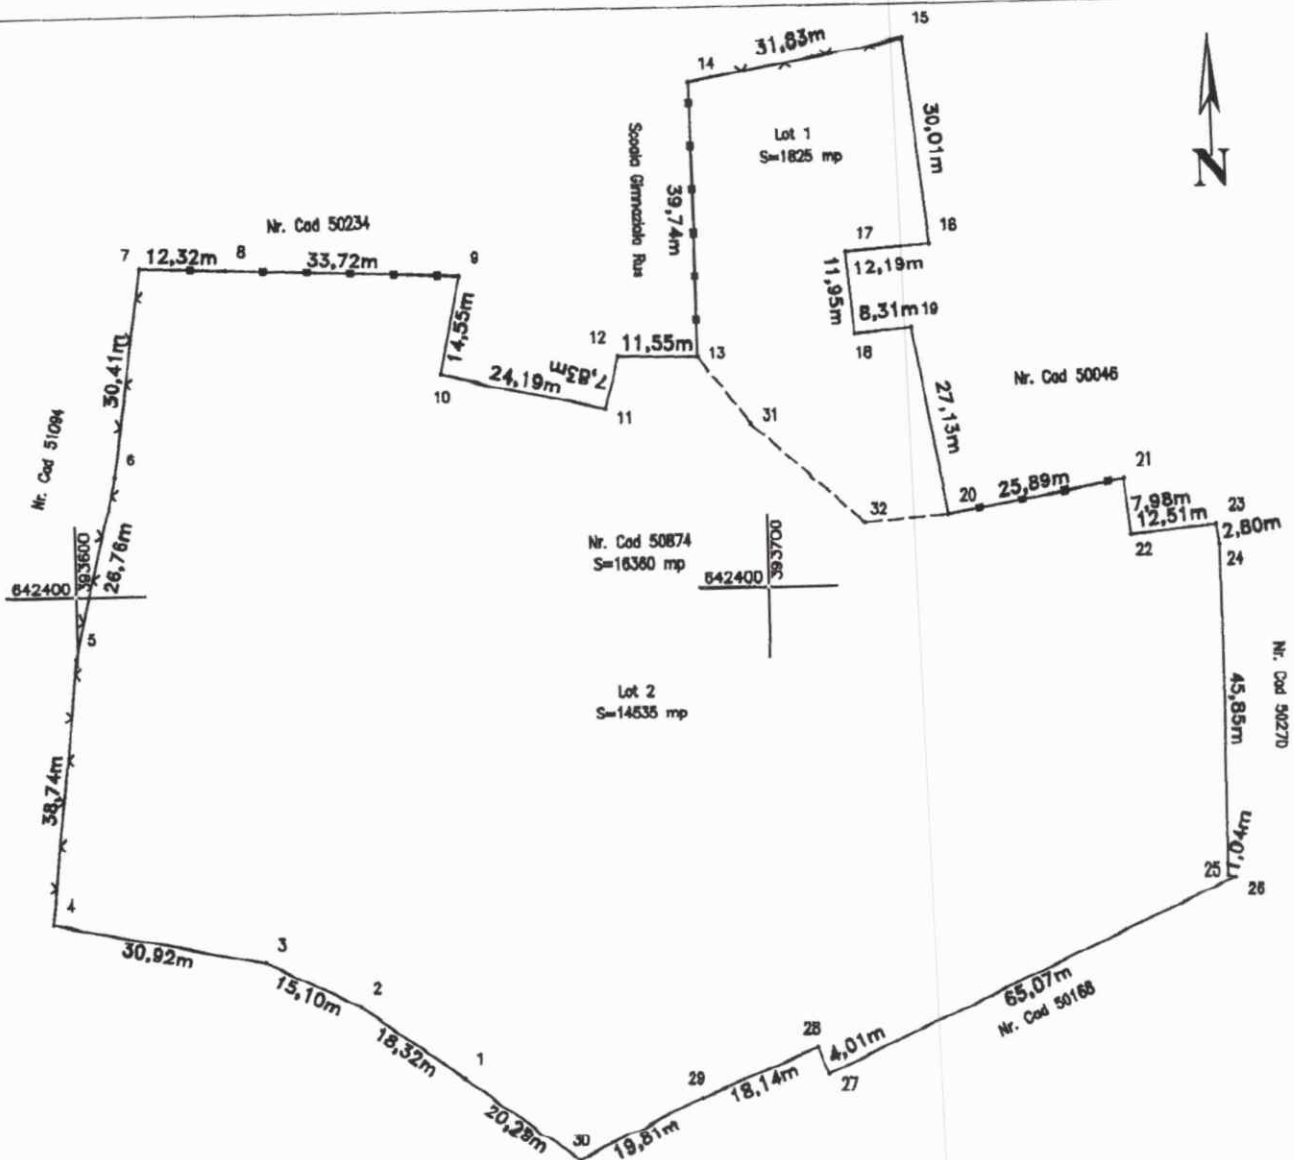 15
31,83m
14
Lot 1
S=1825 mp
30,01m
N
Scoala Gimnaziala Rus
39,74m
Nr. Cad 50234
7
12,32m
8
33,72m
9
17
16
12,19m
11,95m
8,31m
19
18
14,55m
12
11,55m
13
7,83m
24,19m
10
11
30,41m
Nr. Cad 50046
27,13m
31
Nr. Cad 51094
6
21
25,89m
20
7,98m
12,51m
23
2,80m
22
24
32
Nr. Cad 50874
S=16360 mp
393600
26,76m
642400
393700
642400
5
Nr. Cad 50270
45,85m
Lot 2
S=14535 mp
38,74m
1,04m
25
26
4
30,92m
3
15,10m
2
18,32m
1
65,07m
Nr. Cad 50168
28
4,01m
27
29
18,14m
20,29m
30
19,81m